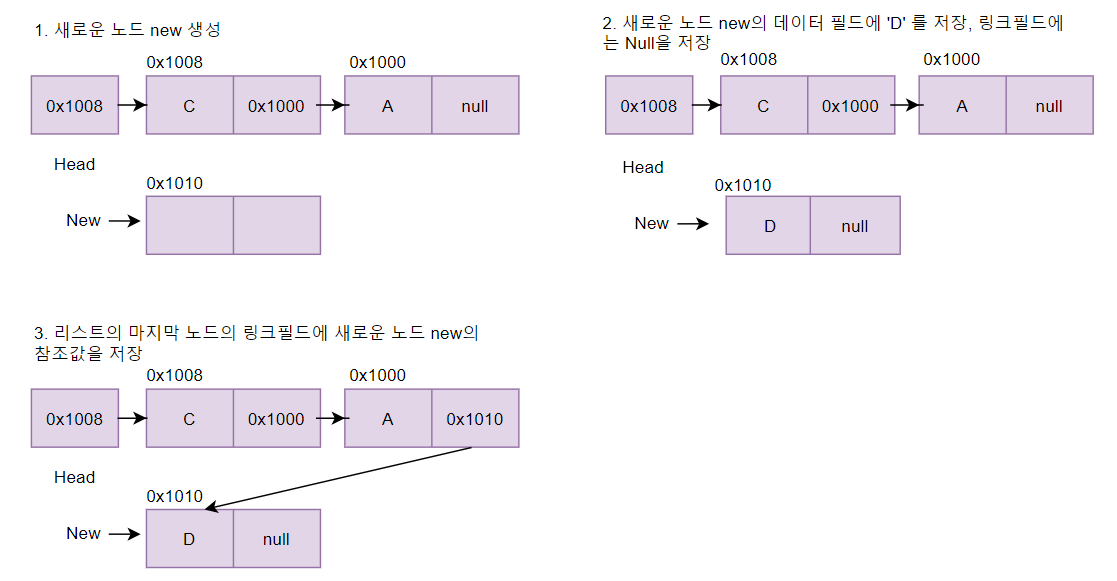 1. 새로운 노드 new 생성
0x1008
0x1000
0x1008
C
0x1000
A
null
Head
0x1010
New
2. 새로운 노드 new의 데이터 필드에 'D' 를 저장, 링크필드에
는 Null을 저장
0x1008
0x1000
0x1008
C
0x1000
A
null
Head
0x1010
New
D
null
3. 리스트의 마지막 노드의 링크필드에 새로운 노드 new의
참조값을 저장
0x1008
0x1000
0x1008
C
0x1000
A
0x1010
Head
0x1010
New
D
null